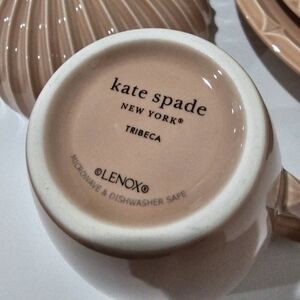 kate spade
NEW YORK®
TRIBECA
®LENOX®
MICROWAVE & DISHWASHER SAFE